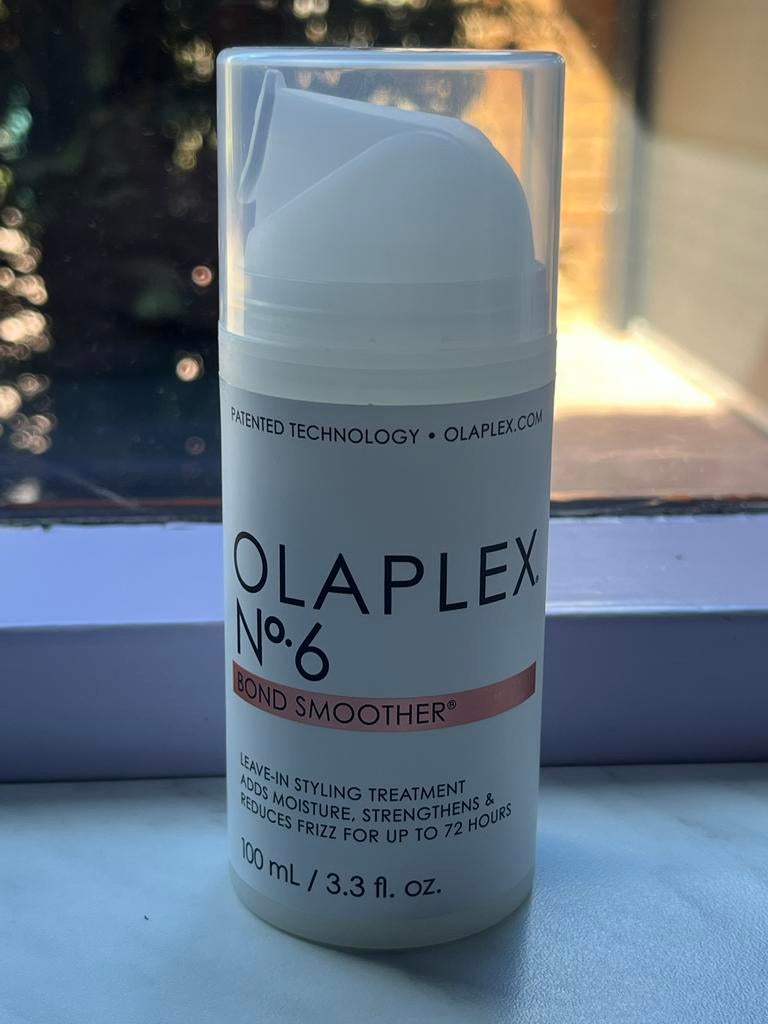 PATENTED TECHNOLOGY • OLAPLEX.COM
OLAPLEX.
Nº.6
BOND SMOOTHER®
LEAVE-IN STYLING TREATMENT
ADDS MOISTURE, STRENGTHENS &
REDUCES FRIZZ FOR UP TO 72 HOURS
100 mL / 3.3 fl. oz.